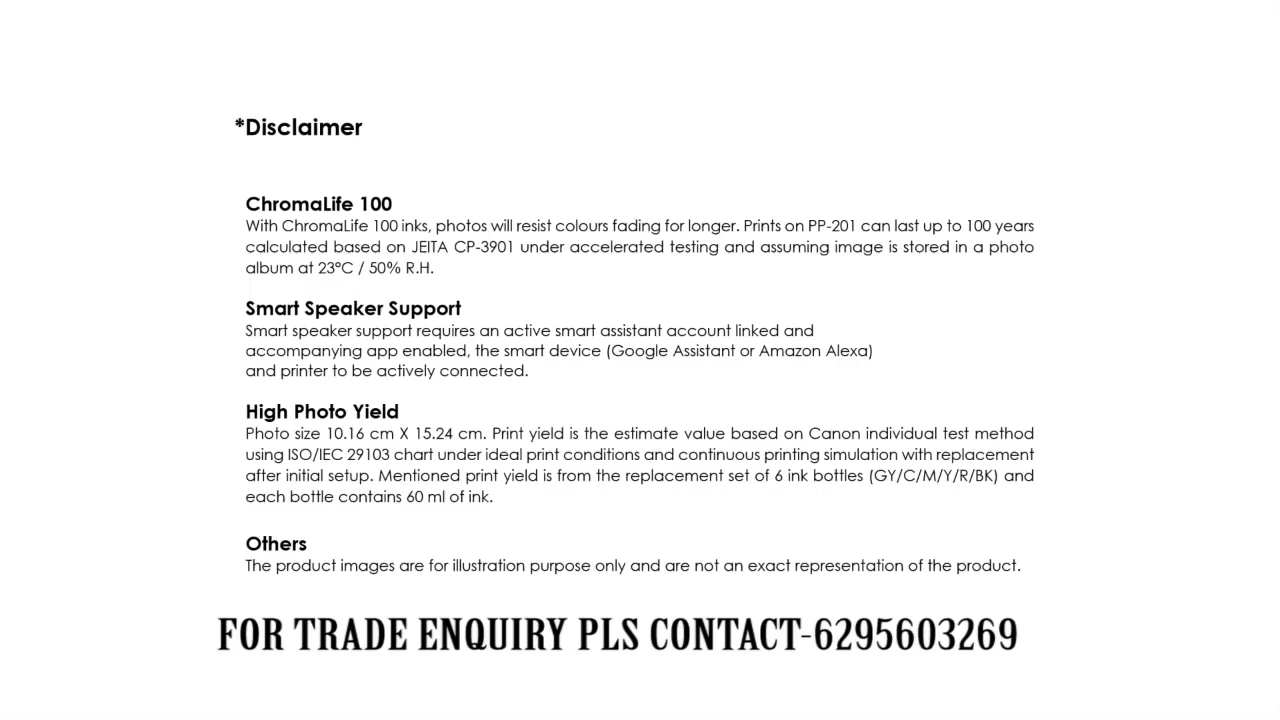 *Disclaimer
ChromaLife 100
With ChromaLife 100 inks, photos will resist colours fading for longer. Prints on PP-201 can last up to 100 years
calculated based on JEITA CP-3901 under accelerated testing and assuming image is stored in a photo
album at 23°C / 50% R.H.
Smart Speaker Support
Smart speaker support requires an active smart assistant account linked and
accompanying app enabled, the smart device (Google Assistant or Amazon Alexa)
and printer to be actively connected.
High Photo Yield
Photo size 10.16 cm X 15.24 cm. Print yield is the estimate value based on Canon individual test method
using ISO/IEC 29103 chart under ideal print conditions and continuous printing simulation with replacement
after initial setup. Mentioned print yield is from the replacement set of 6 ink bottles (GY/C/M/Y/R/BK) and
each bottle contains 60 ml of ink.
Others
The product images are for illustration purpose only and are not an exact representation of the product.
FOR TRADE ENQUIRY PLS CONTACT-6295603269